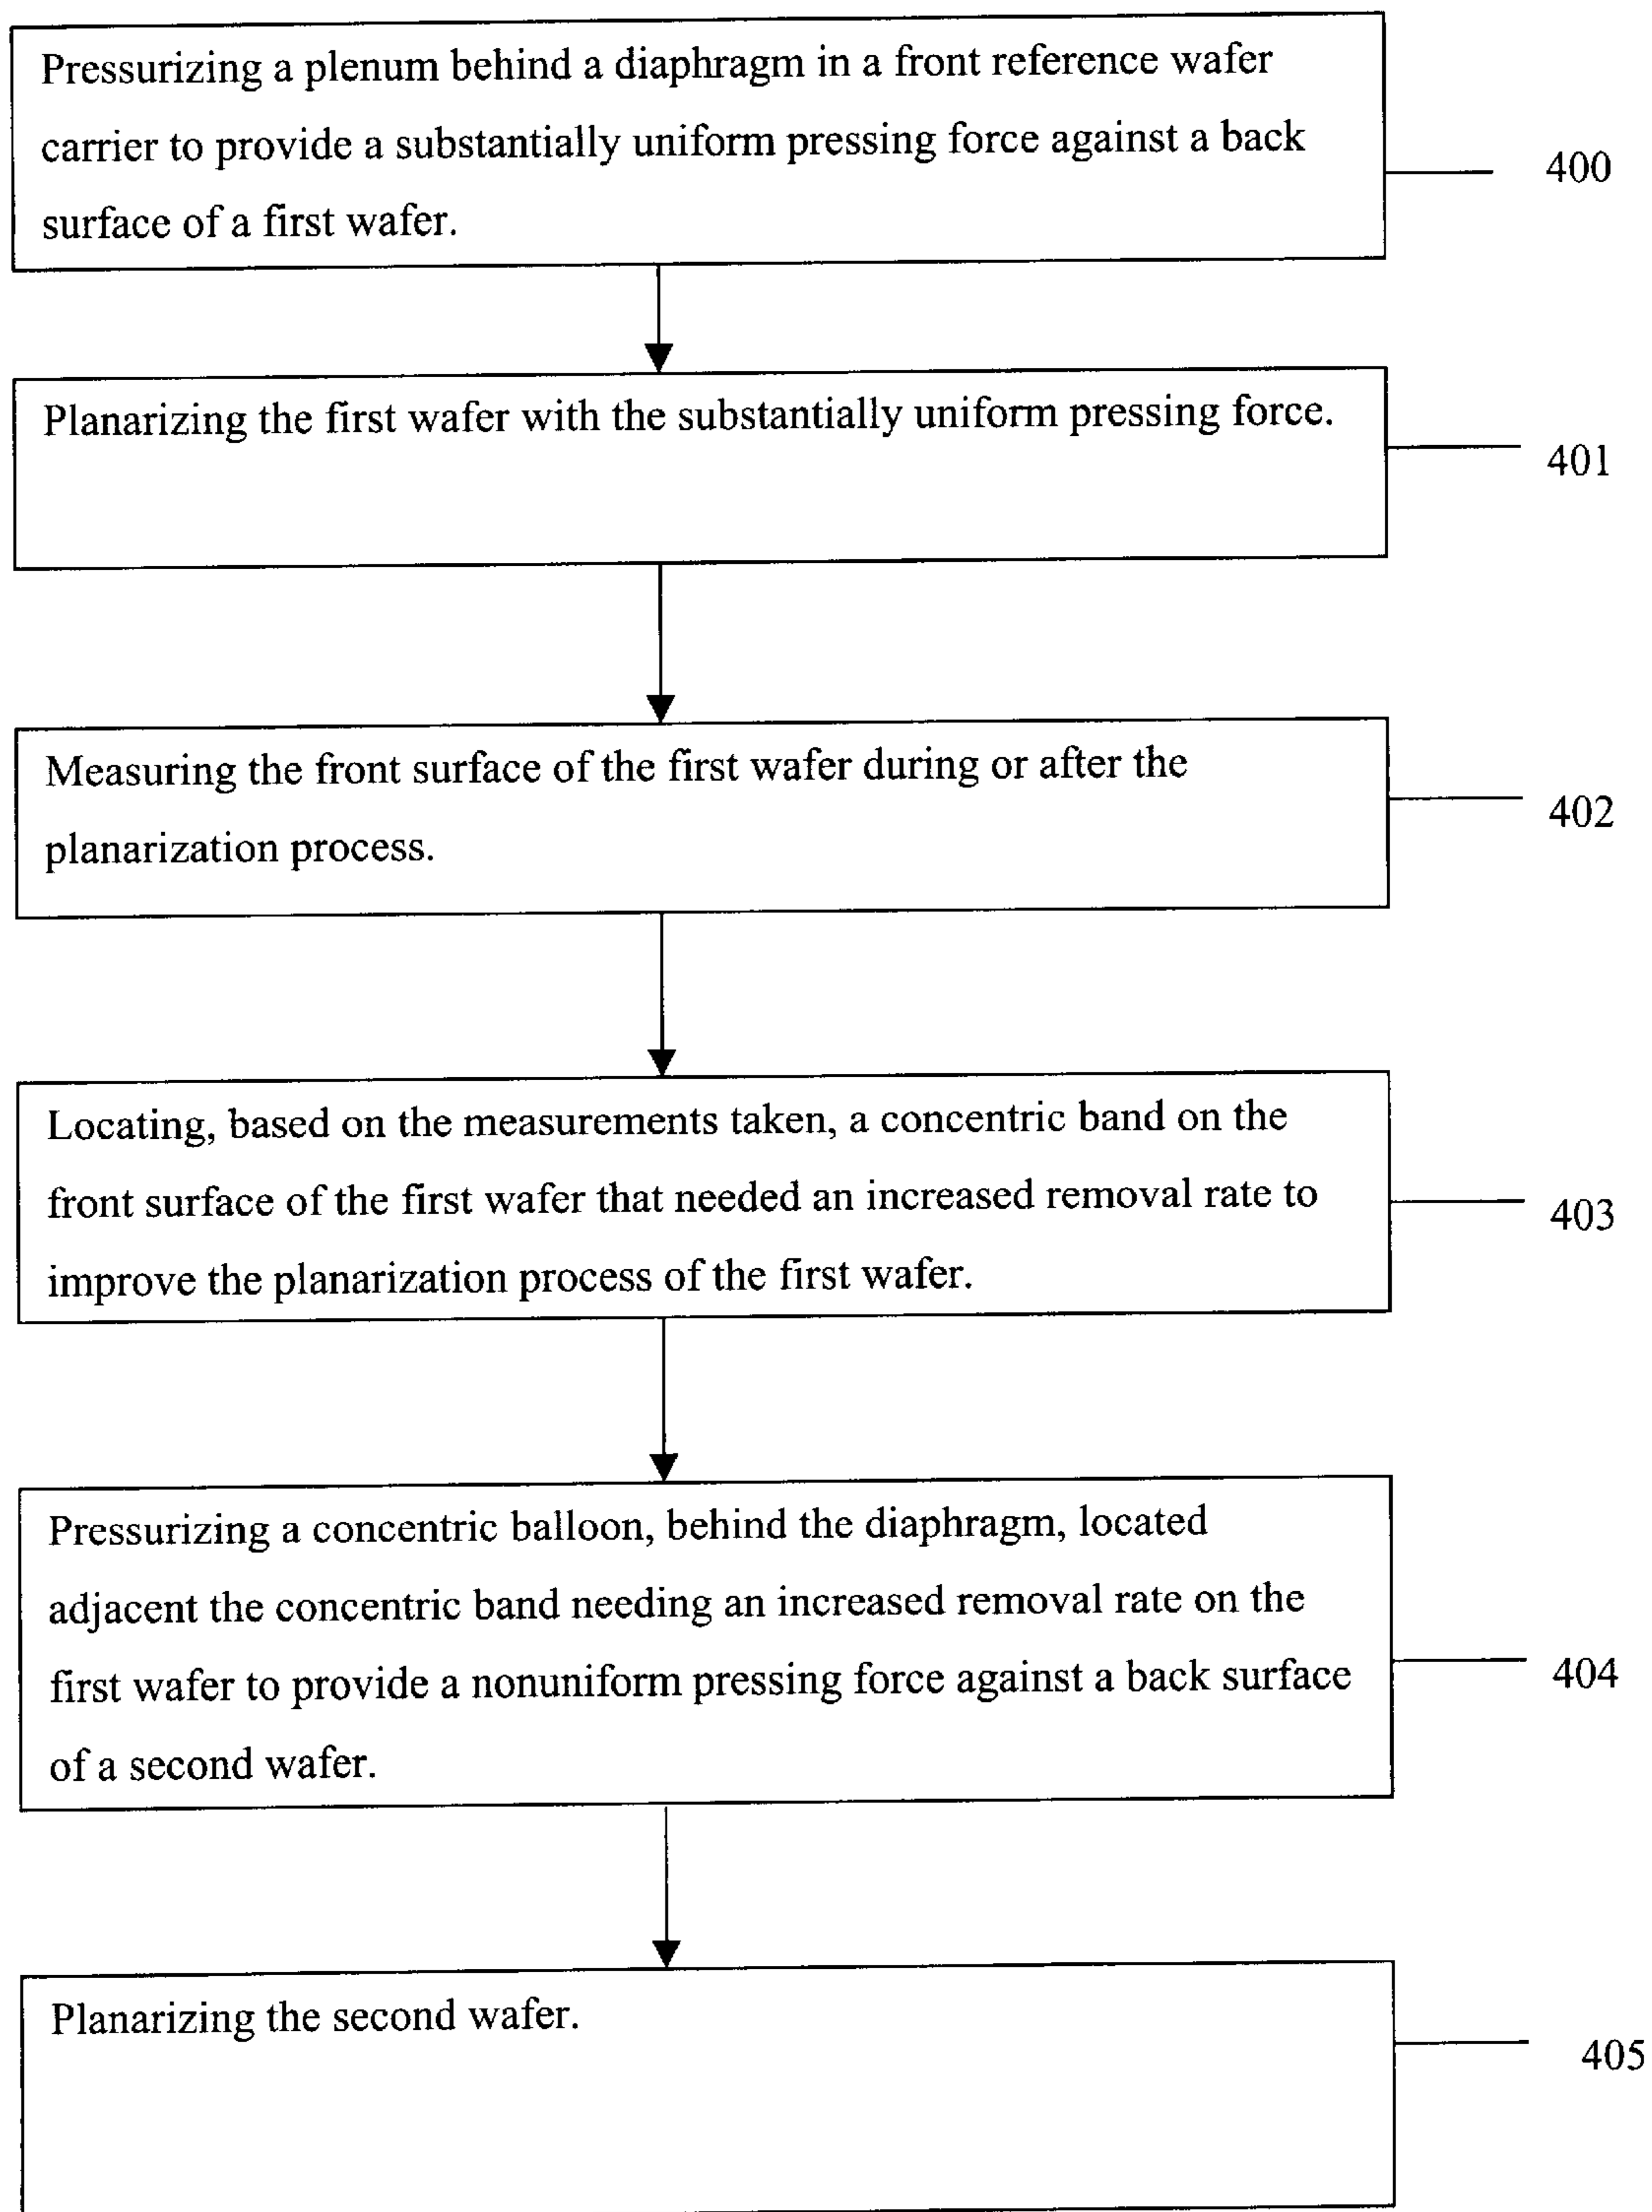 Pressurizing a plenum behind a diaphragm in a front reference wafer
carrier to provide a substantially uniform pressing force against a back
surface of a first wafer.
400
Planarizing the first wafer with the substantially uniform pressing force.
401
Measuring the front surface of the first wafer during or after the
planarization process.
402
Locating, based on the measurements taken, a concentric band on the
front surface of the first wafer that needed an increased removal rate to
improve the planarization process of the first wafer.
403
Pressurizing a concentric balloon, behind the diaphragm, located
adjacent the concentric band needing an increased removal rate on the
first wafer to provide a nonuniform pressing force against a back surface
of a second wafer.
404
Planarizing the second wafer.
405